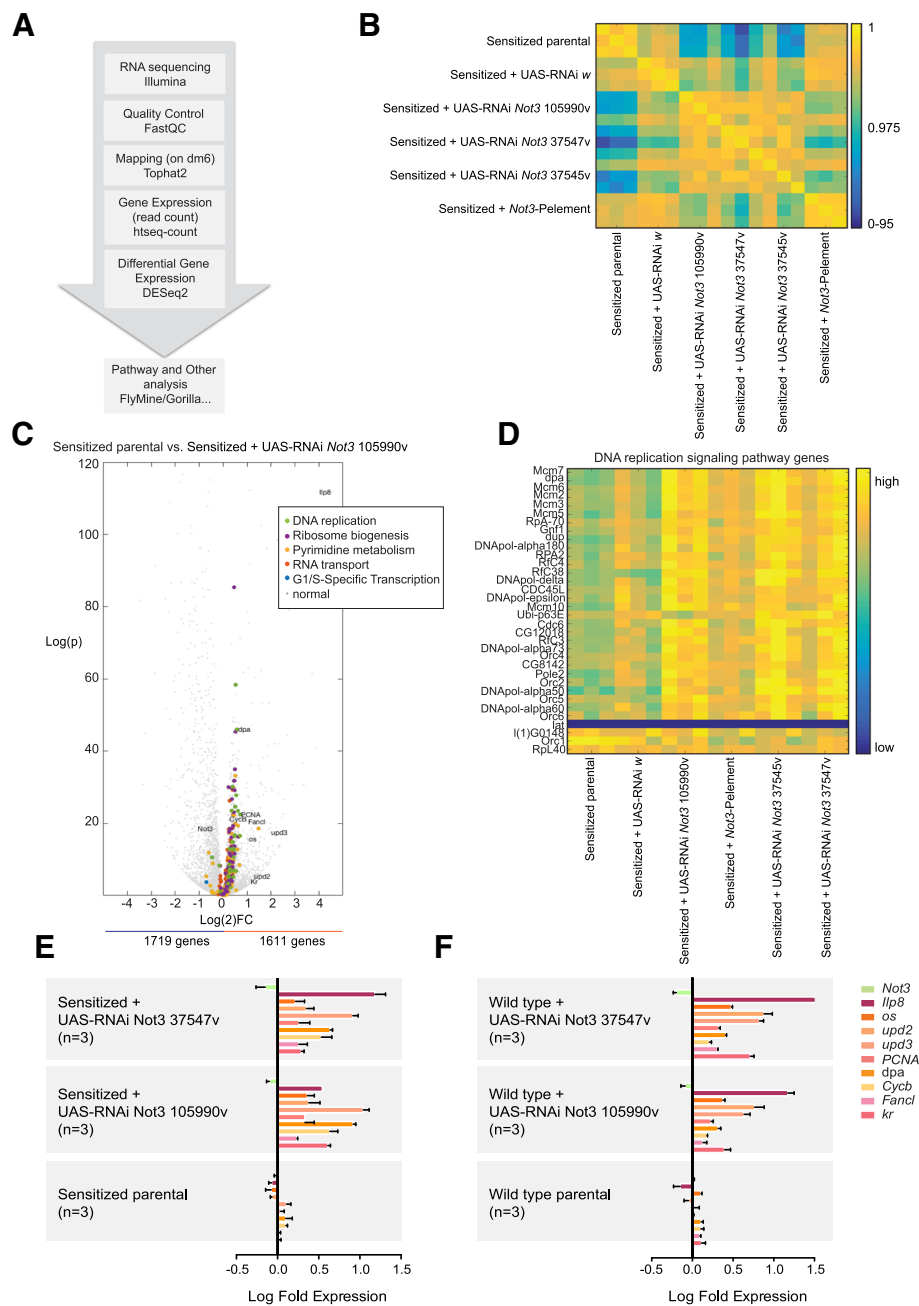 A
RNA sequencing
Illumina
Quality Control
FastQC
Mapping (on dm6)
Tophat2
Gene Expression
(read count)
htseq-count
Differential Gene
Expression
DESeq2
Pathway and Other
analysis
FlyMine/Gorilla...
B
Sensitized parental
Sensitized + UAS-RNAi w
Sensitized + UAS-RNAi Not3 105990v
Sensitized + UAS-RNAi Not3 37547v
Sensitized + UAS-RNAi Not3 37545v
Sensitized + Not3-Pelement
1
0.975
0-95
Sensitized parental
Sensitized + UAS-RNAi w
Sensitized + UAS-RNAi Not3 105990v
Sensitized + UAS-RNAi Not3 37547v
Sensitized + UAS-RNAi Not3 37545v
Sensitized + Not3-Pelement
C
Sensitized parental vs. Sensitized + UAS-RNAi Not3 105990v
120
100
80
60
40
20
Log(p)
Ilp8
DNA replication
Ribosome biogenesis
Pyrimidine metabolism
RNA transport
G1/S-Specific Transcription
normal
dpa
PCNA
CycB
Fancl
Not3
upd3
os
upd2
Kr
-4
-3
-2
-1
0
1
2
3
4
Log(2)FC
1719 genes
1611 genes
D
DNA replication signaling pathway genes
Mcm7
dpa
Mcm6
Mcm2
Mcm3
Mcm5
RpA-70
Gnf1
dup
DNApol-alpha180
RPA2
RfC4
RfC38
DNApol-delta
CDC45L
DNApol-epsilon
Mcm10
Ubi-p63E
Cdc6
CG12018
RfC3
DNApol-alpha73
Orc4
CG8142
Pole2
Orc2
DNApol-alpha50
Orc5
DNApol-alpha60
Orc6
lat
l(1)G0148
Orc1
RpL40
high
low
Sensitized parental
Sensitized + UAS-RNAi w
Sensitized + UAS-RNAi Not3 105990v
Sensitized + Not3-Pelement
Sensitized + UAS-RNAi Not3 37545v
Sensitized + UAS-RNAi Not3 37547v
E
Sensitized +
UAS-RNAi Not3 37547v
(n=3)
Sensitized +
UAS-RNAi Not3 105990v
(n=3)
Sensitized parental
(n=3)
-0.5
0
0.5
1.0
1.5
Log Fold Expression
F
Wild type +
UAS-RNAi Not3 37547v
(n=3)
Wild type +
UAS-RNAi Not3 105990v
(n=3)
Wild type parental
(n=3)
-0.5
0
0.5
1.0
1.5
Log Fold Expression
Not3
Ilp8
os
upd2
upd3
PCNA
dpa
Cycb
Fancl
kr